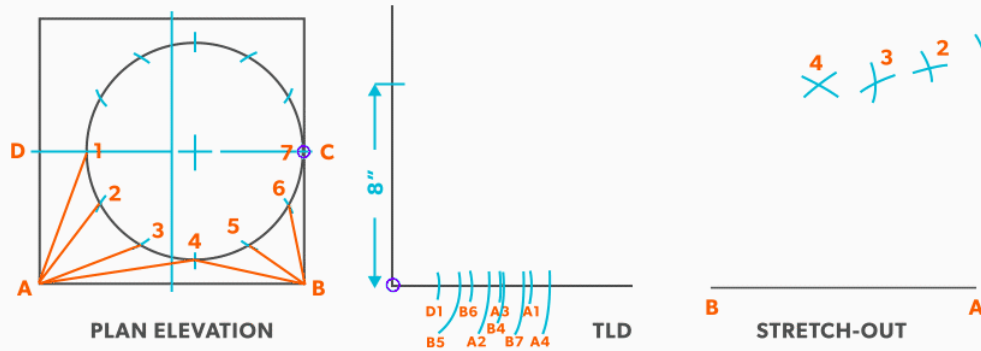 4
3
2
D
1
7
C
8"
2
6
3
5
4
A
B
D1
B6
A3
A1
B5
A2
B4
B7
A4
B
A
PLAN ELEVATION
TLD
STRETCH-OUT